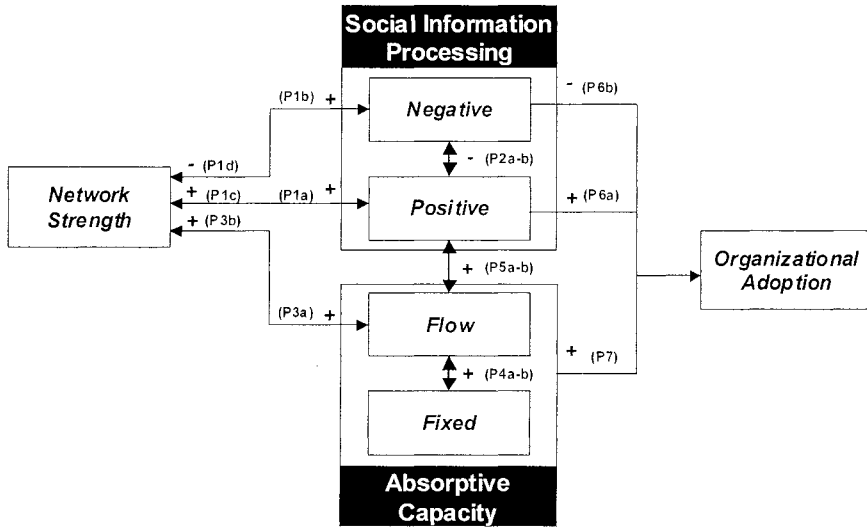 Social Information
Processing
(P1b) +
Negative
- (P6b)
- (P1d)
- (P2a-b)
Network
Strength
+ (P1c)
(P1a) +
Positive
+ (P6a)
+ (P3b)
+ (P5a-b)
Organizational
Adoption
(P3a) +
Flow
+ (P7)
+ (P4a-b)
Fixed
Absorptive
Capacity